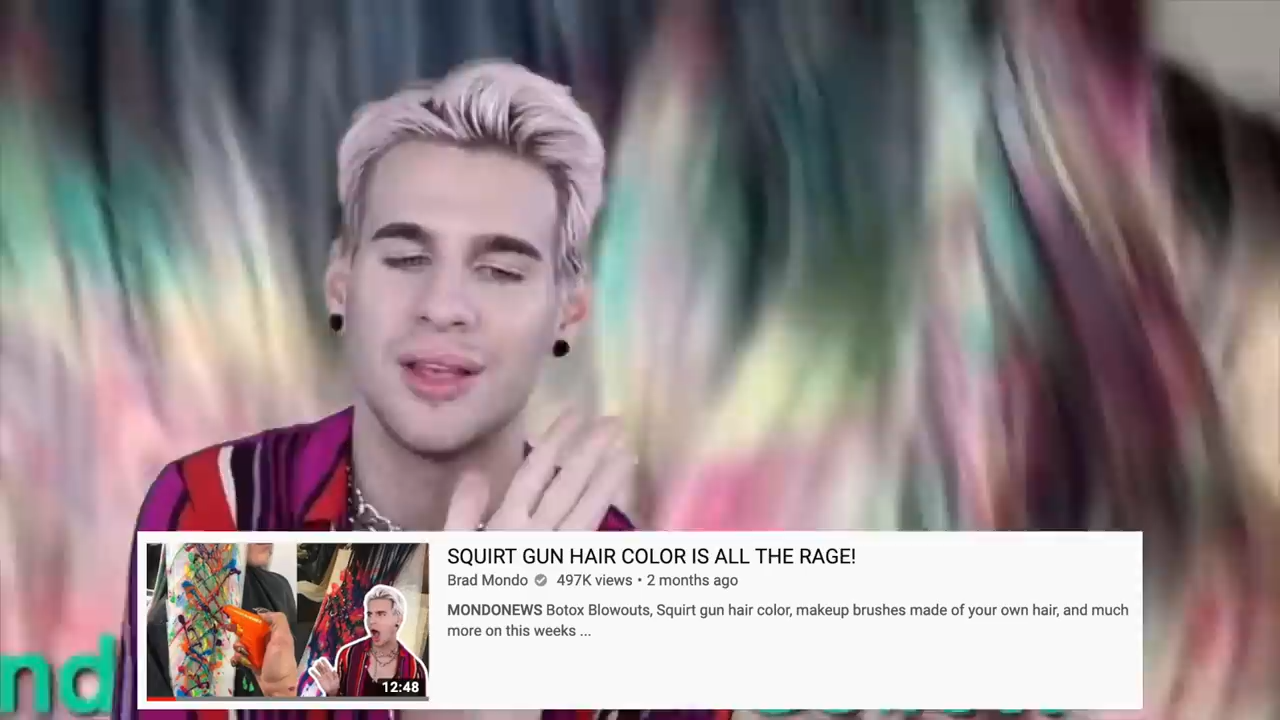 SQUIRT GUN HAIR COLOR IS ALL THE RAGE!
Brad Mondo 497K views • 2 months ago
MONDONEWS Botox Blowouts, Squirt gun hair color, makeup brushes made of your own hair, and much
more on this weeks ...
12:48
nd